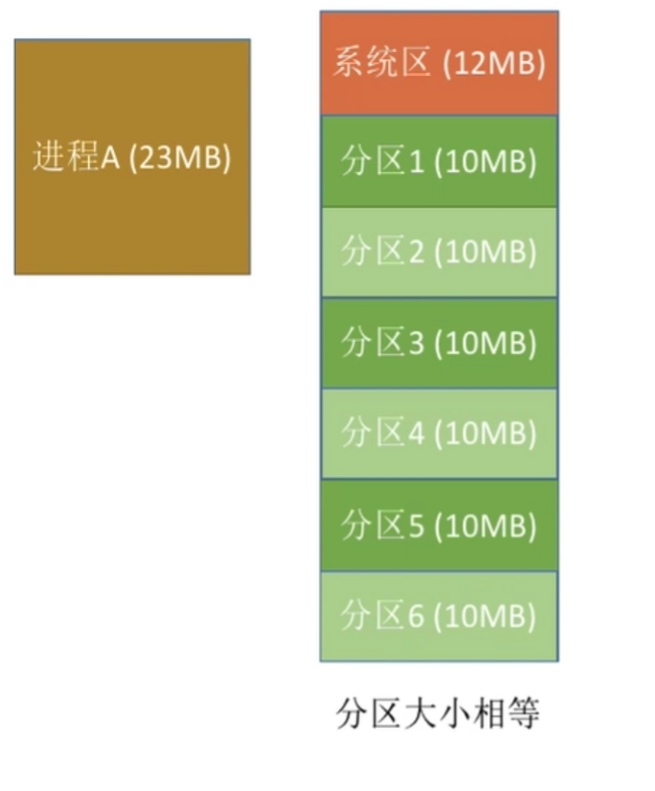 进程A (23MB)
系统区 (12MB)
分区1 (10MB)
分区2 (10MB)
分区3 (10MB)
分区4 (10MB)
分区5 (10MB)
分区6 (10MB)
分区大小相等